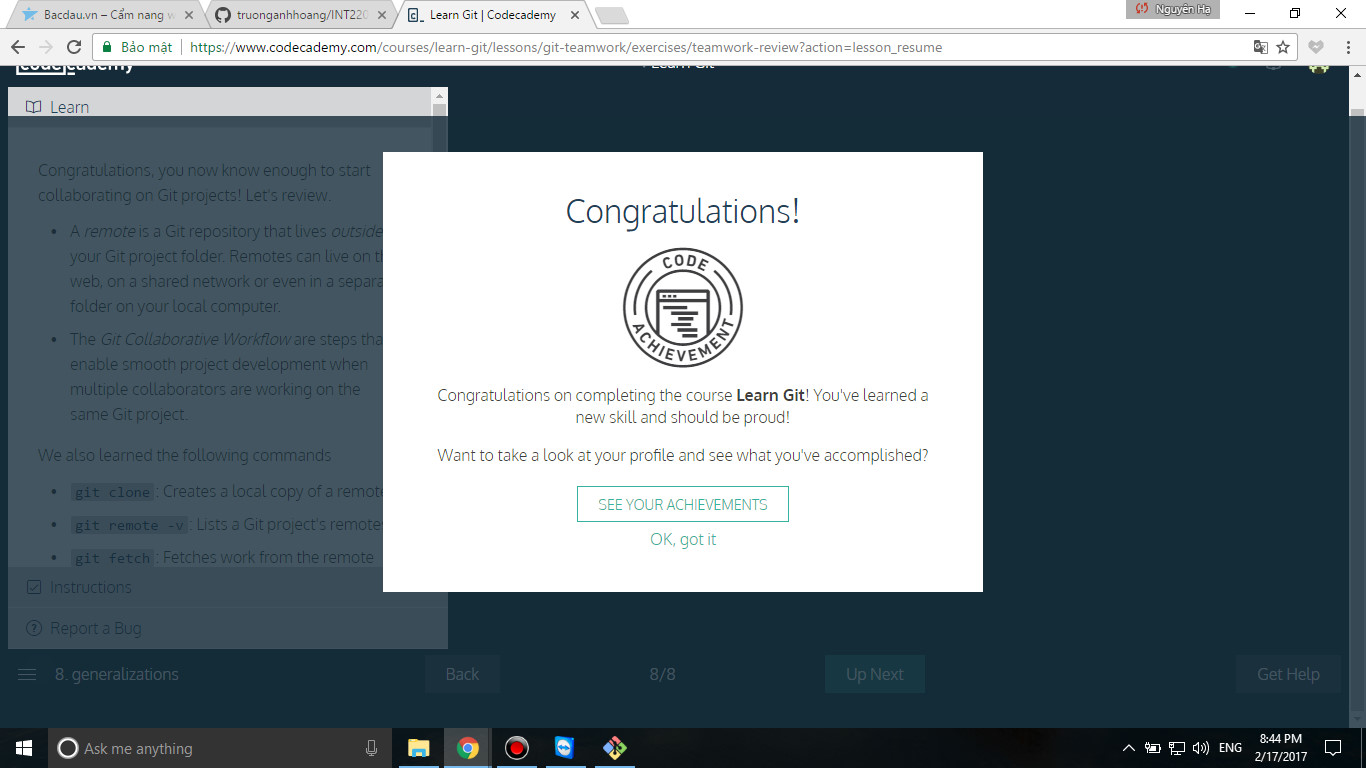 Bacdau.vn – Cẩm nang w
truonganhhoang/INT220
Learn Git | Codecademy
Nguyên Hạ
Bảo mật
https://www.codecademy.com/courses/learn-git/lessons/git-teamwork/exercises/teamwork-review?action=lesson_resume
codecademy
Learn Git
Learn
Congratulations, you now know enough to start
collaborating on Git projects! Let's review.
• A remote is a Git repository that lives outside
your Git project folder. Remotes can live on th
web, on a shared network or even in a separa
folder on your local computer.
• The Git Collaborative Workflow are steps tha
enable smooth project development when
multiple collaborators are working on the
same Git project.
We also learned the following commands
• git clone: Creates a local copy of a remote
• git remote -v: Lists a Git project's remotes
• git fetch: Fetches work from the remote
Instructions
Report a Bug
Congratulations!
CODE
ACHIEVEMENT
Congratulations on completing the course Learn Git! You've learned a
new skill and should be proud!
Want to take a look at your profile and see what you've accomplished?
SEE YOUR ACHIEVEMENTS
OK, got it
8. generalizations
Back
8/8
Up Next
Get Help
Ask me anything
ENG
8:44 PM
2/17/2017